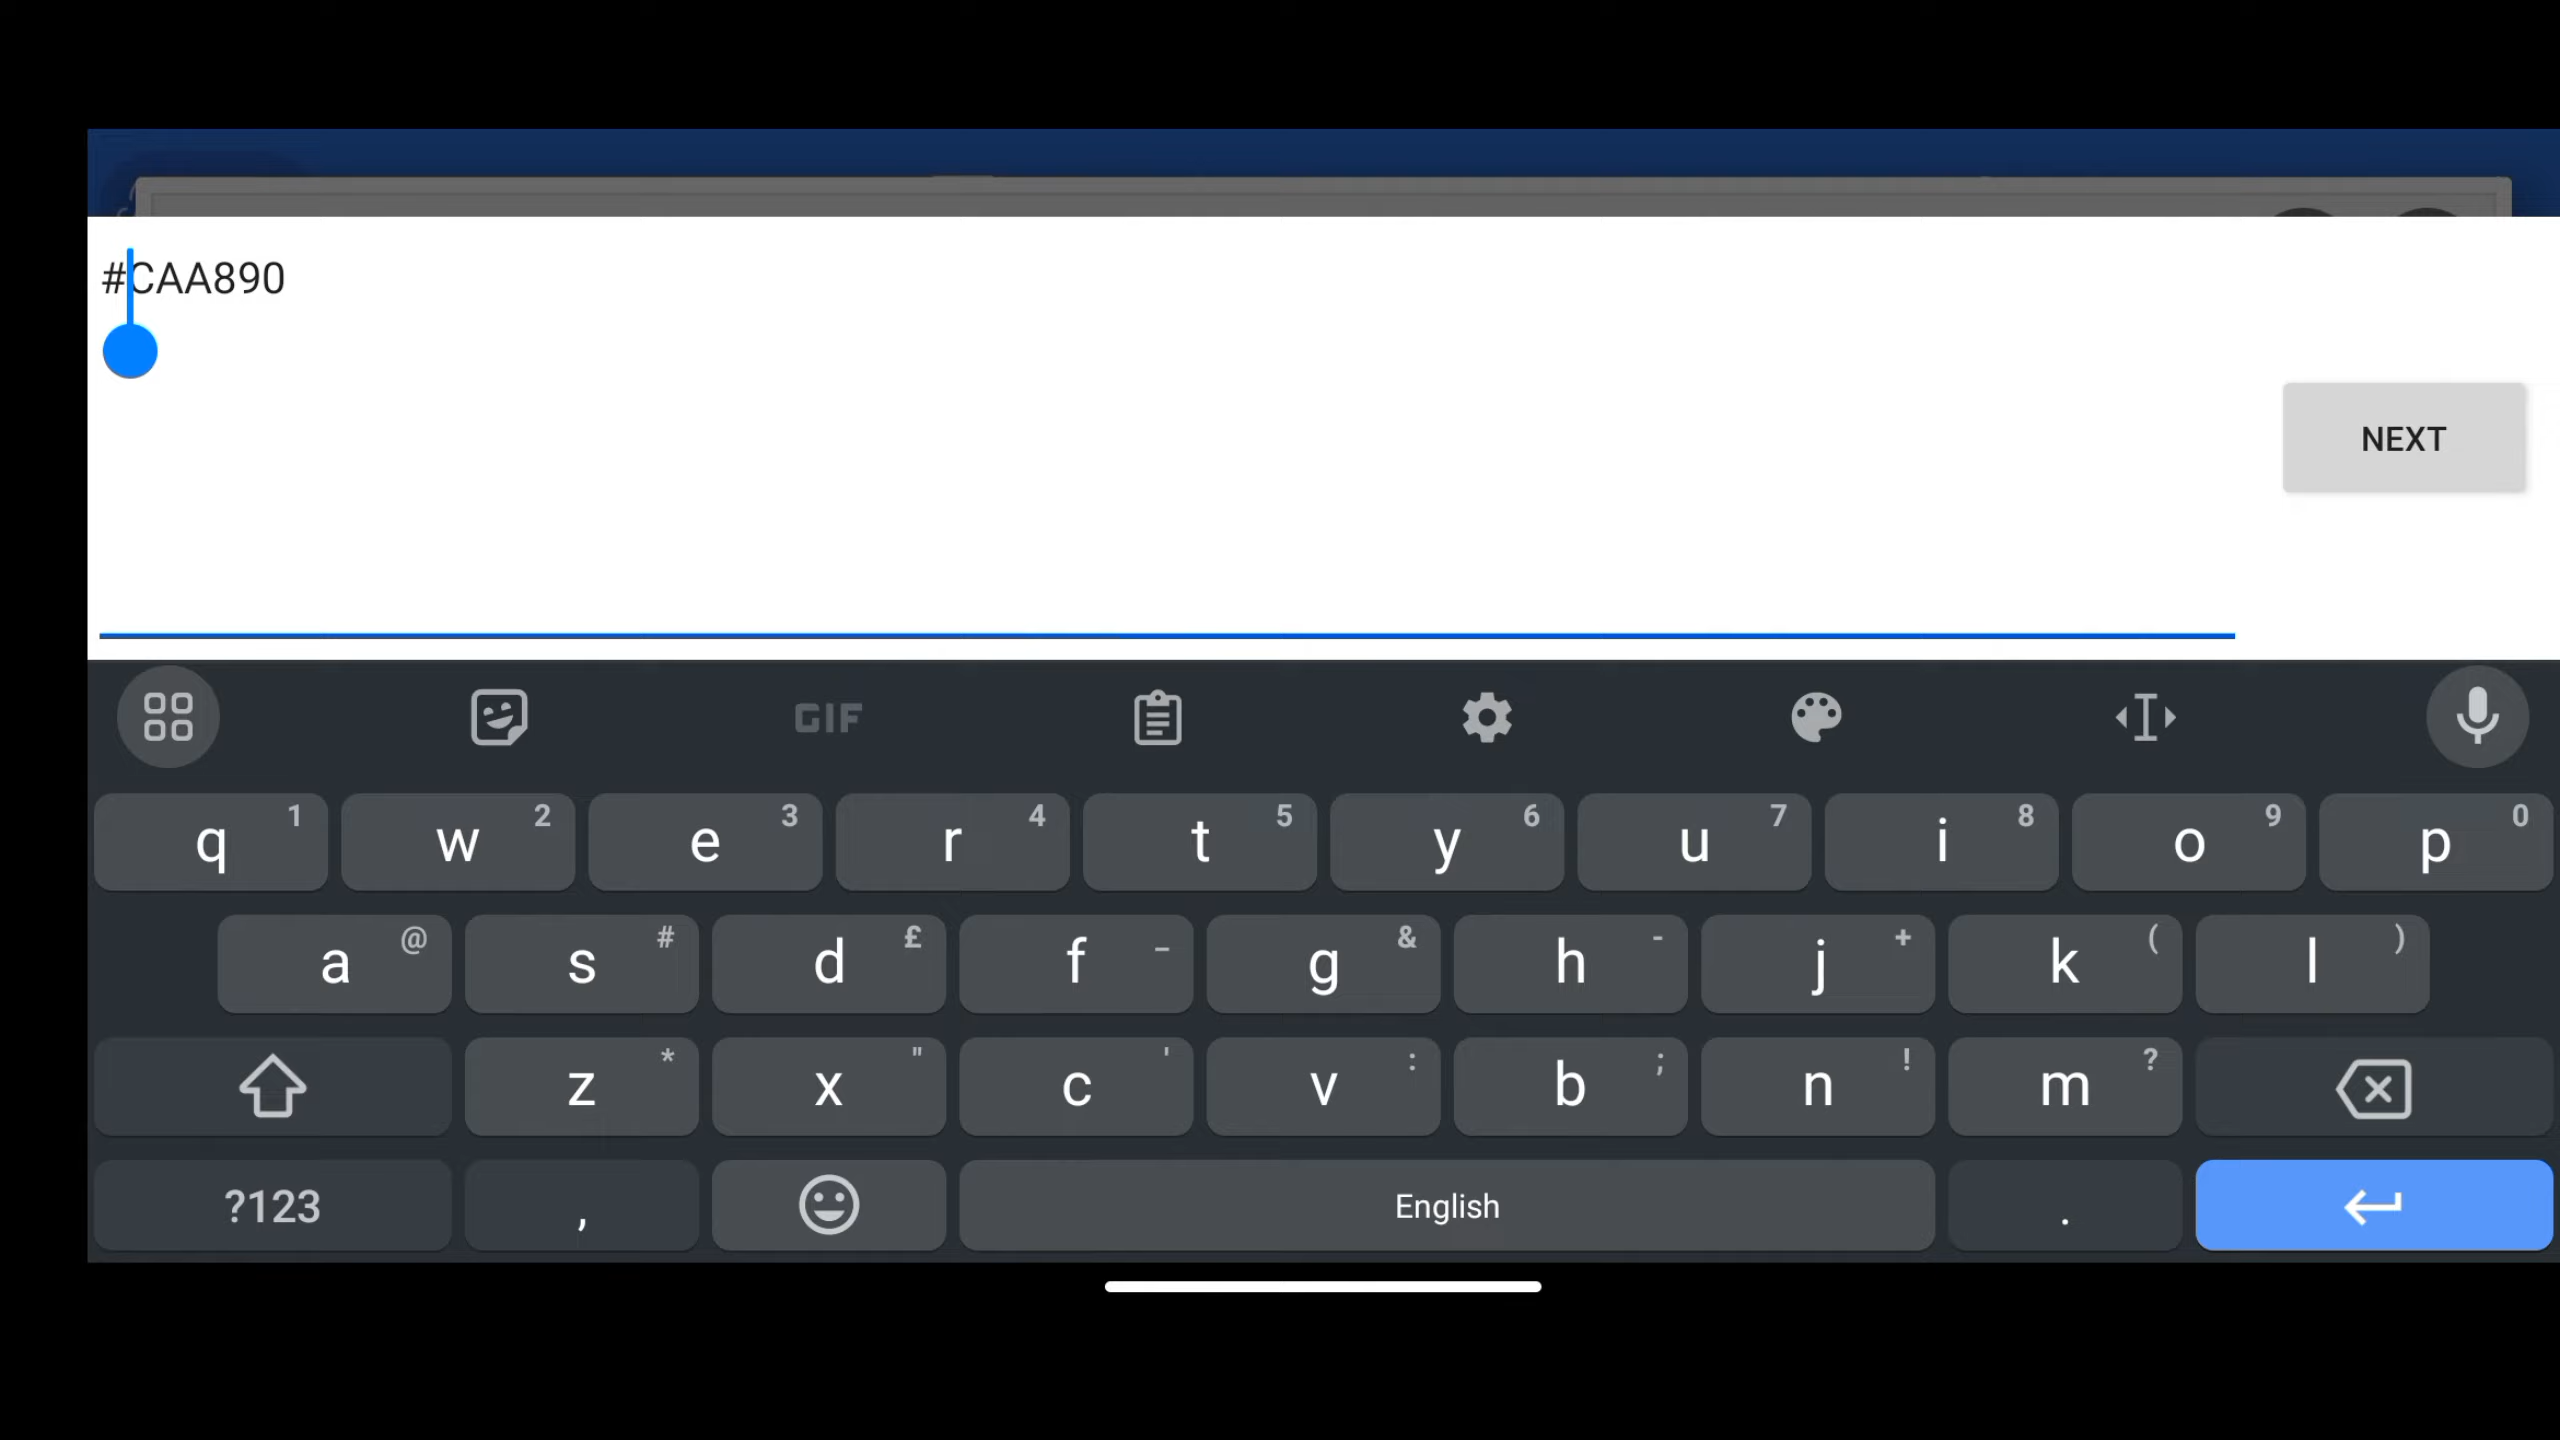 #CAA890
NEXT
GIF
q 1 w 2 e 3 r 4 t 5 y 6 u 7 i 8 o 9 p 0
a @ s # d £ f _ g & h - j + k ( l )
z * x " c ' v : b ; n ! m ?
?123 , English .